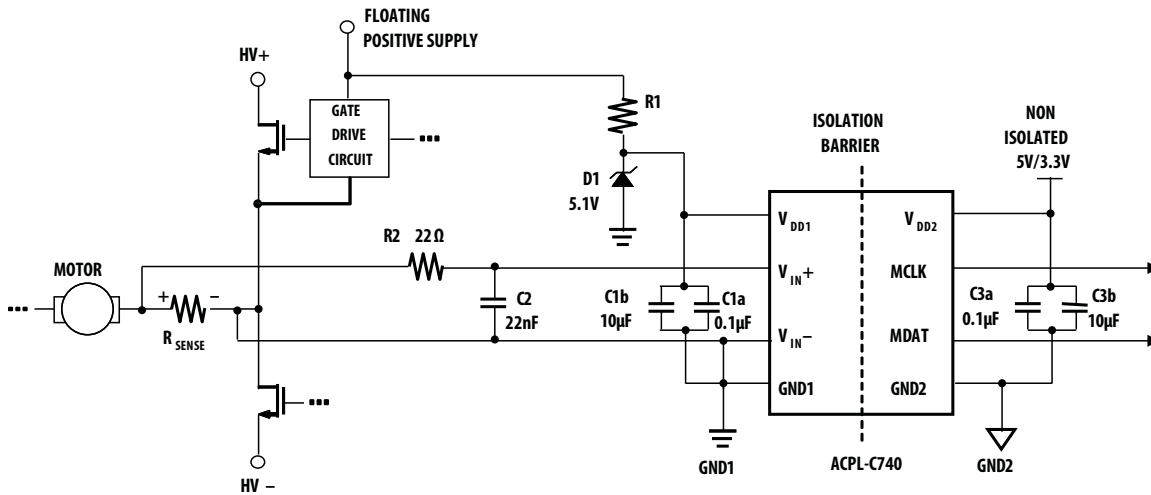 FLOATING
POSITIVE SUPPLY
HV+
GATE
DRIVE
CIRCUIT
R1
D1
5.1V
ISOLATION
BARRIER
NON
ISOLATED
5V/3.3V
MOTOR
+
−
R SENSE
R2 22 Ω
C2
22nF
C1b
10µF
C1a
0.1µF
V DD1
V IN+
V IN−
GND1
V DD2
MCLK
MDAT
GND2
C3a
0.1µF
C3b
10µF
HV −
GND1
ACPL-C740
GND2